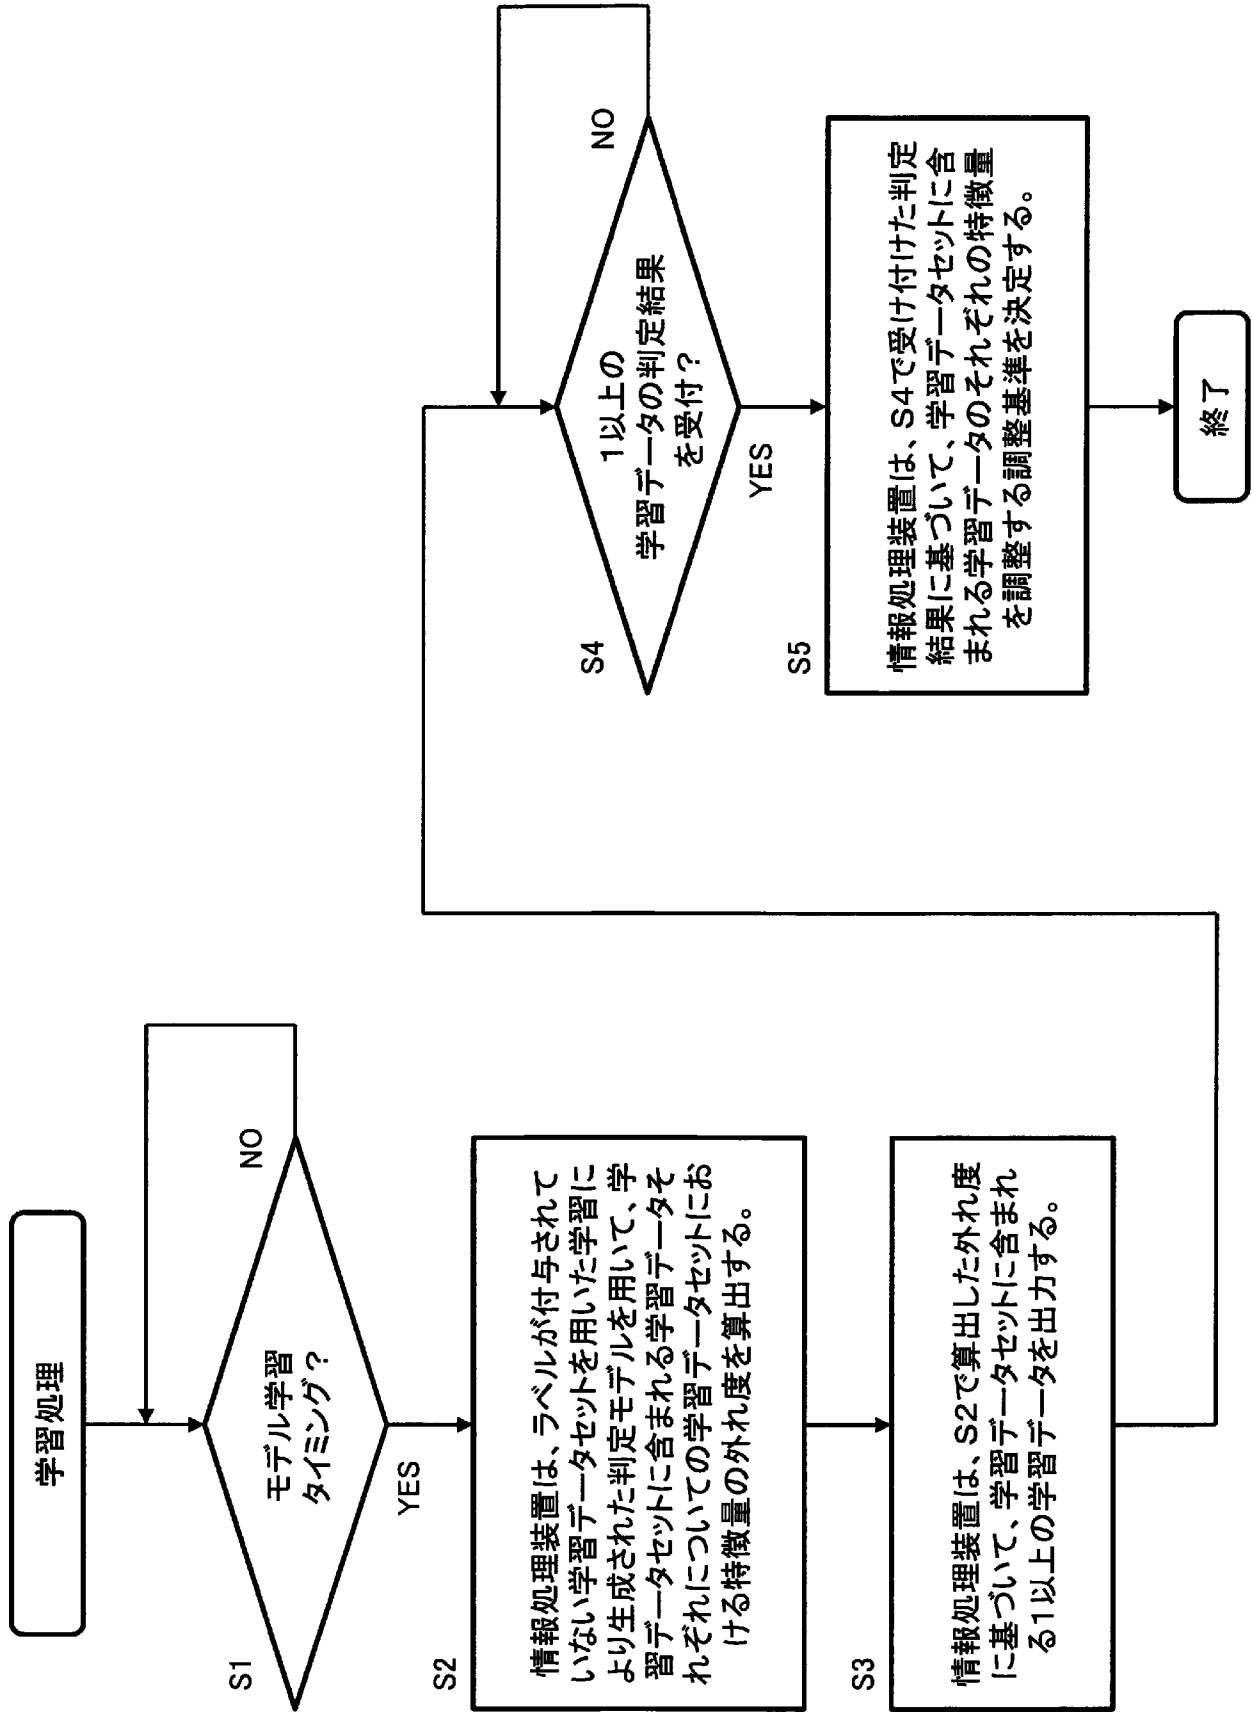 学習処理
S1
モデル学習
タイミング？
NO
YES
S2
情報処理装置は、ラベルが付与されて
いない学習データセットを用いた学習に
より生成された判定モデルを用いて、学
習データセットに含まれる学習データそ
れぞれについての学習データセットにお
ける特徴量の外れ度を算出する。
S3
情報処理装置は、S2で算出した外れ度
に基づいて、学習データセットに含まれ
る1以上の学習データを出力する。
S4
1以上の
学習データの判定結果
を受付？
NO
YES
S5
情報処理装置は、S4で受け付けた判定
結果に基づいて、学習データセットに含
まれる学習データのそれぞれの特徴量
を調整する調整基準を決定する。
終了